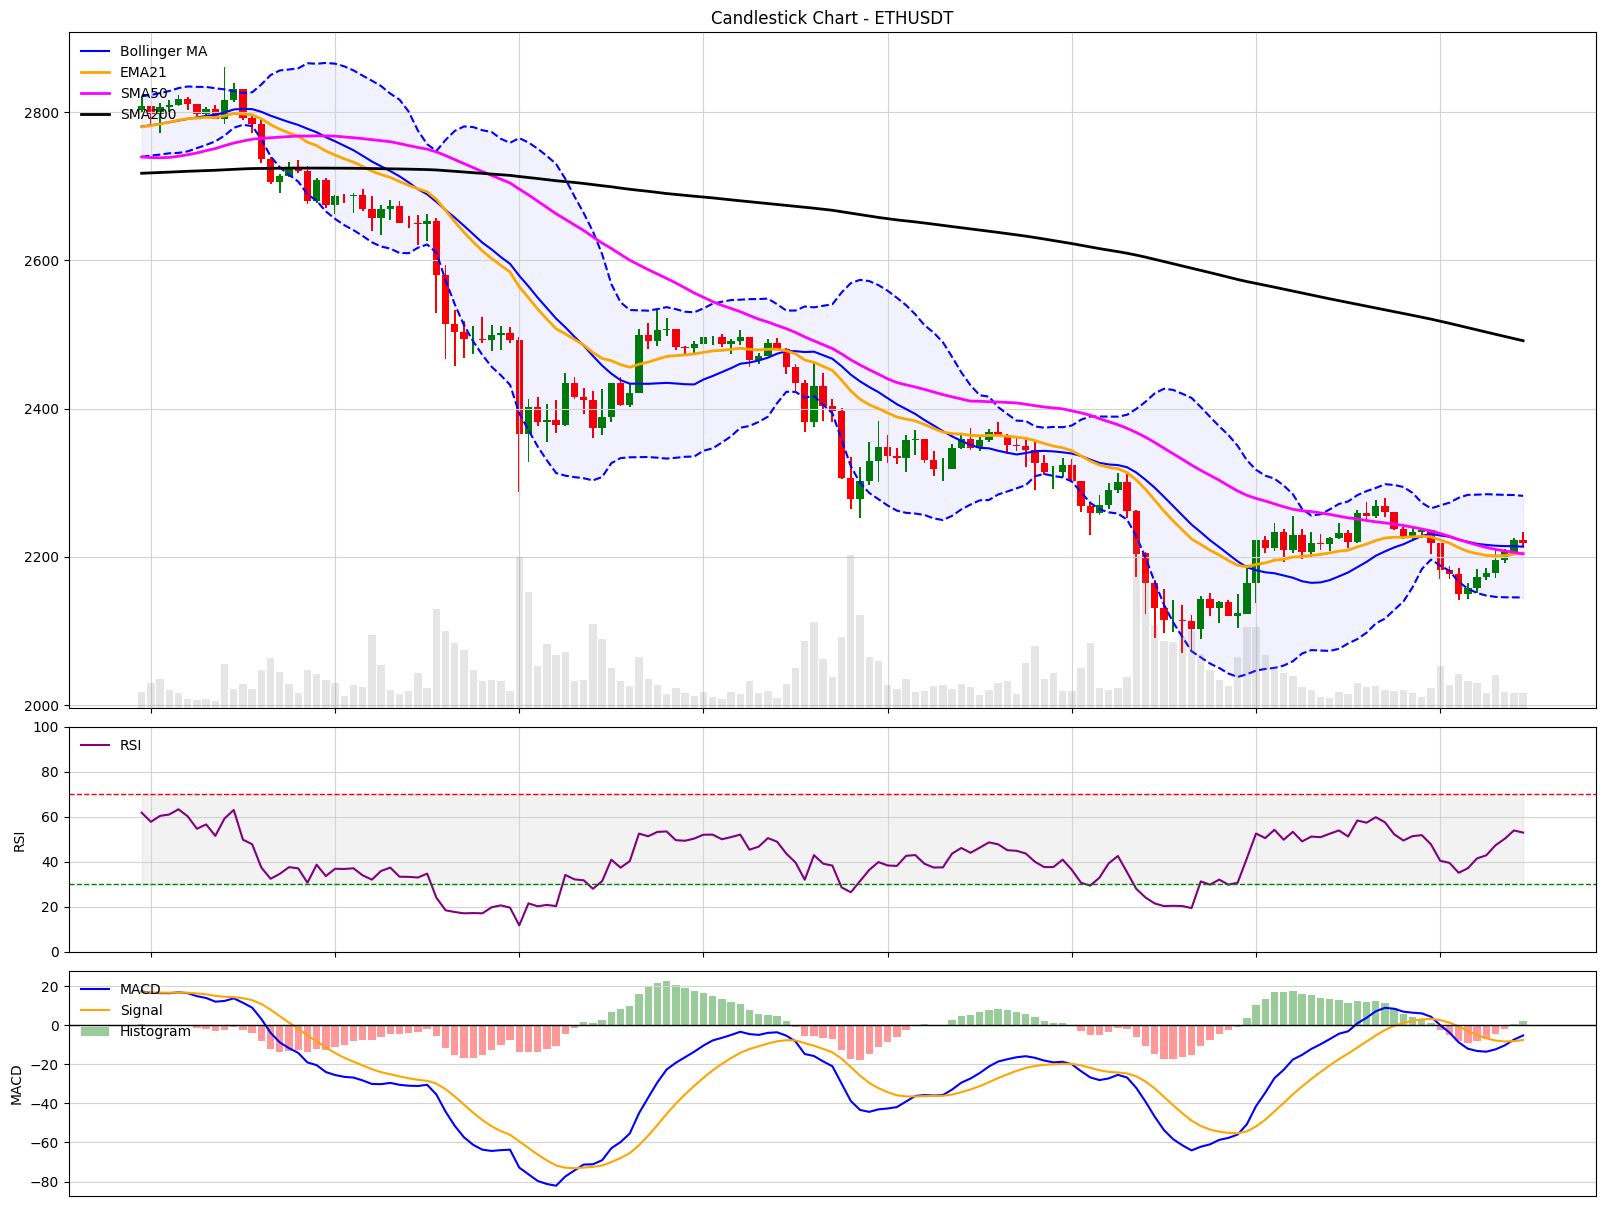 Candlestick Chart - ETHUSDT
Bollinger MA
EMA21
SMA50
SMA200
2800
2600
2400
2200
2000
RSI
RSI
100
80
60
40
20
0
MACD
Signal
Histogram
MACD
20
0
−20
−40
−60
−80